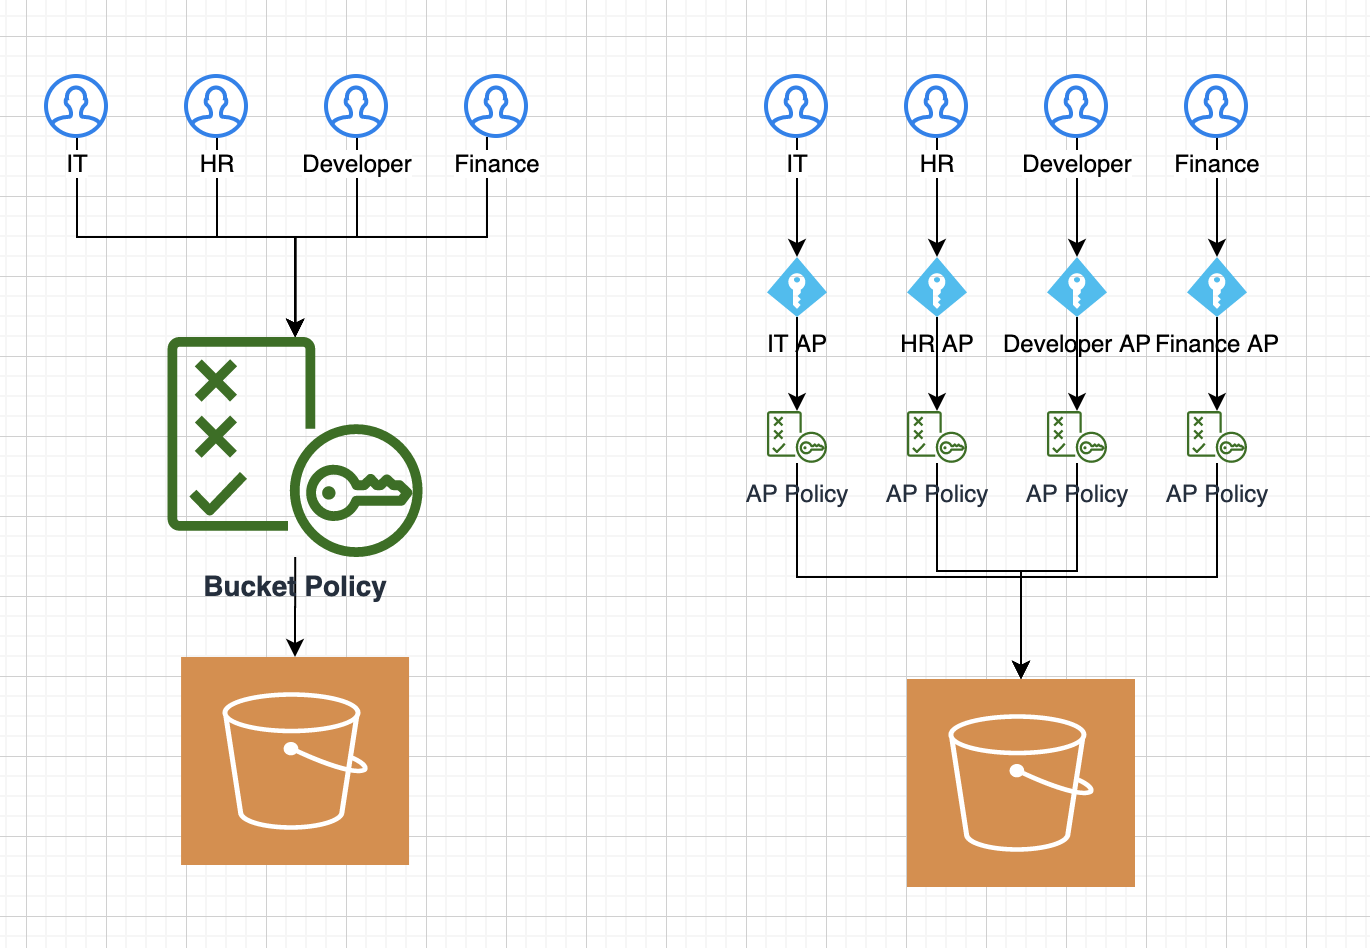 IT
HR
Developer
Finance
Bucket Policy
IT
HR
Developer
Finance
IT AP
HR AP
Developer AP
Finance AP
AP Policy
AP Policy
AP Policy
AP Policy